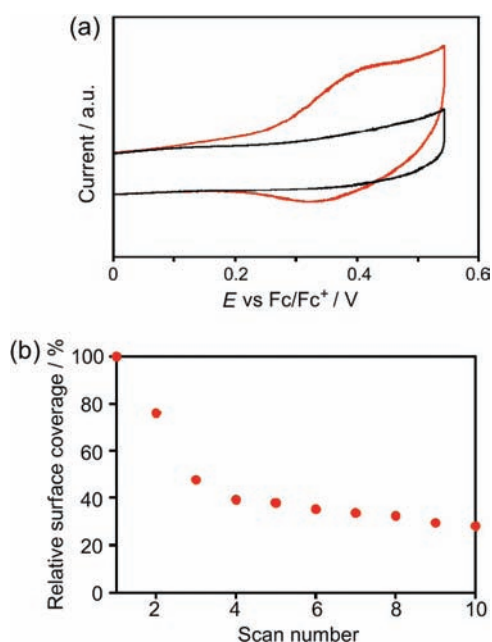 (a)
Current / a.u.
0
0.2
0.4
0.6
E vs Fc/Fc⁺ / V
(b)
Relative surface coverage / %
100
80
60
40
20
0
2
4
6
8
10
Scan number